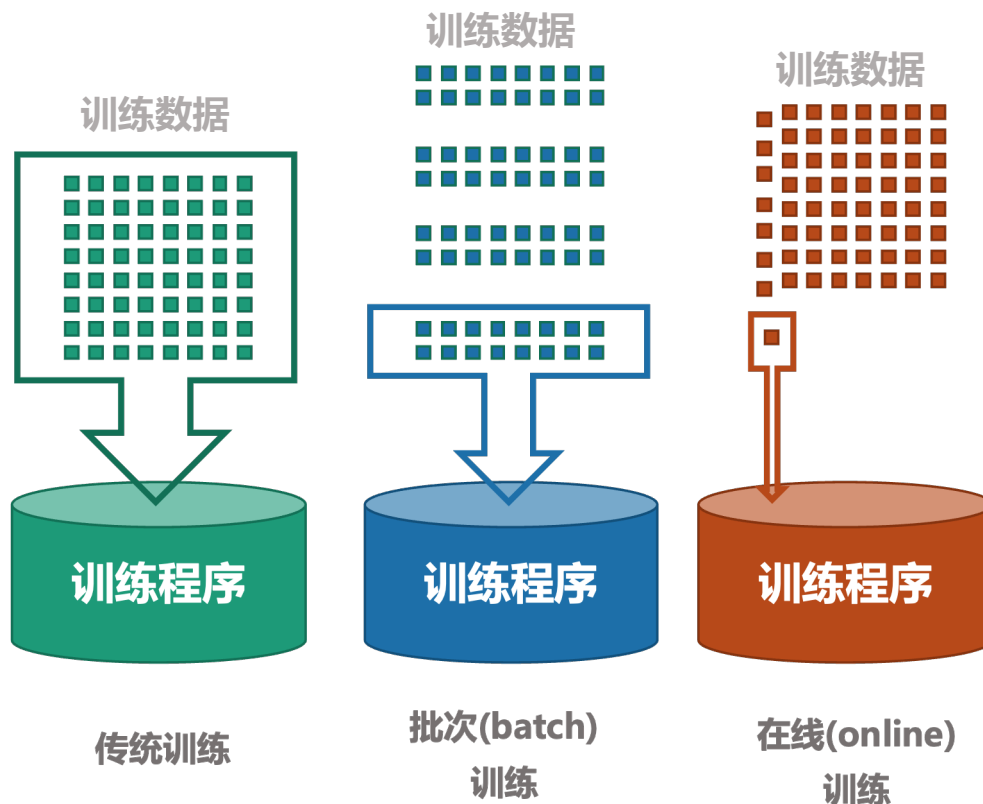 训练数据
训练数据
训练数据
训练程序
训练程序
训练程序
传统训练
批次(batch)
训练
在线(online)
训练